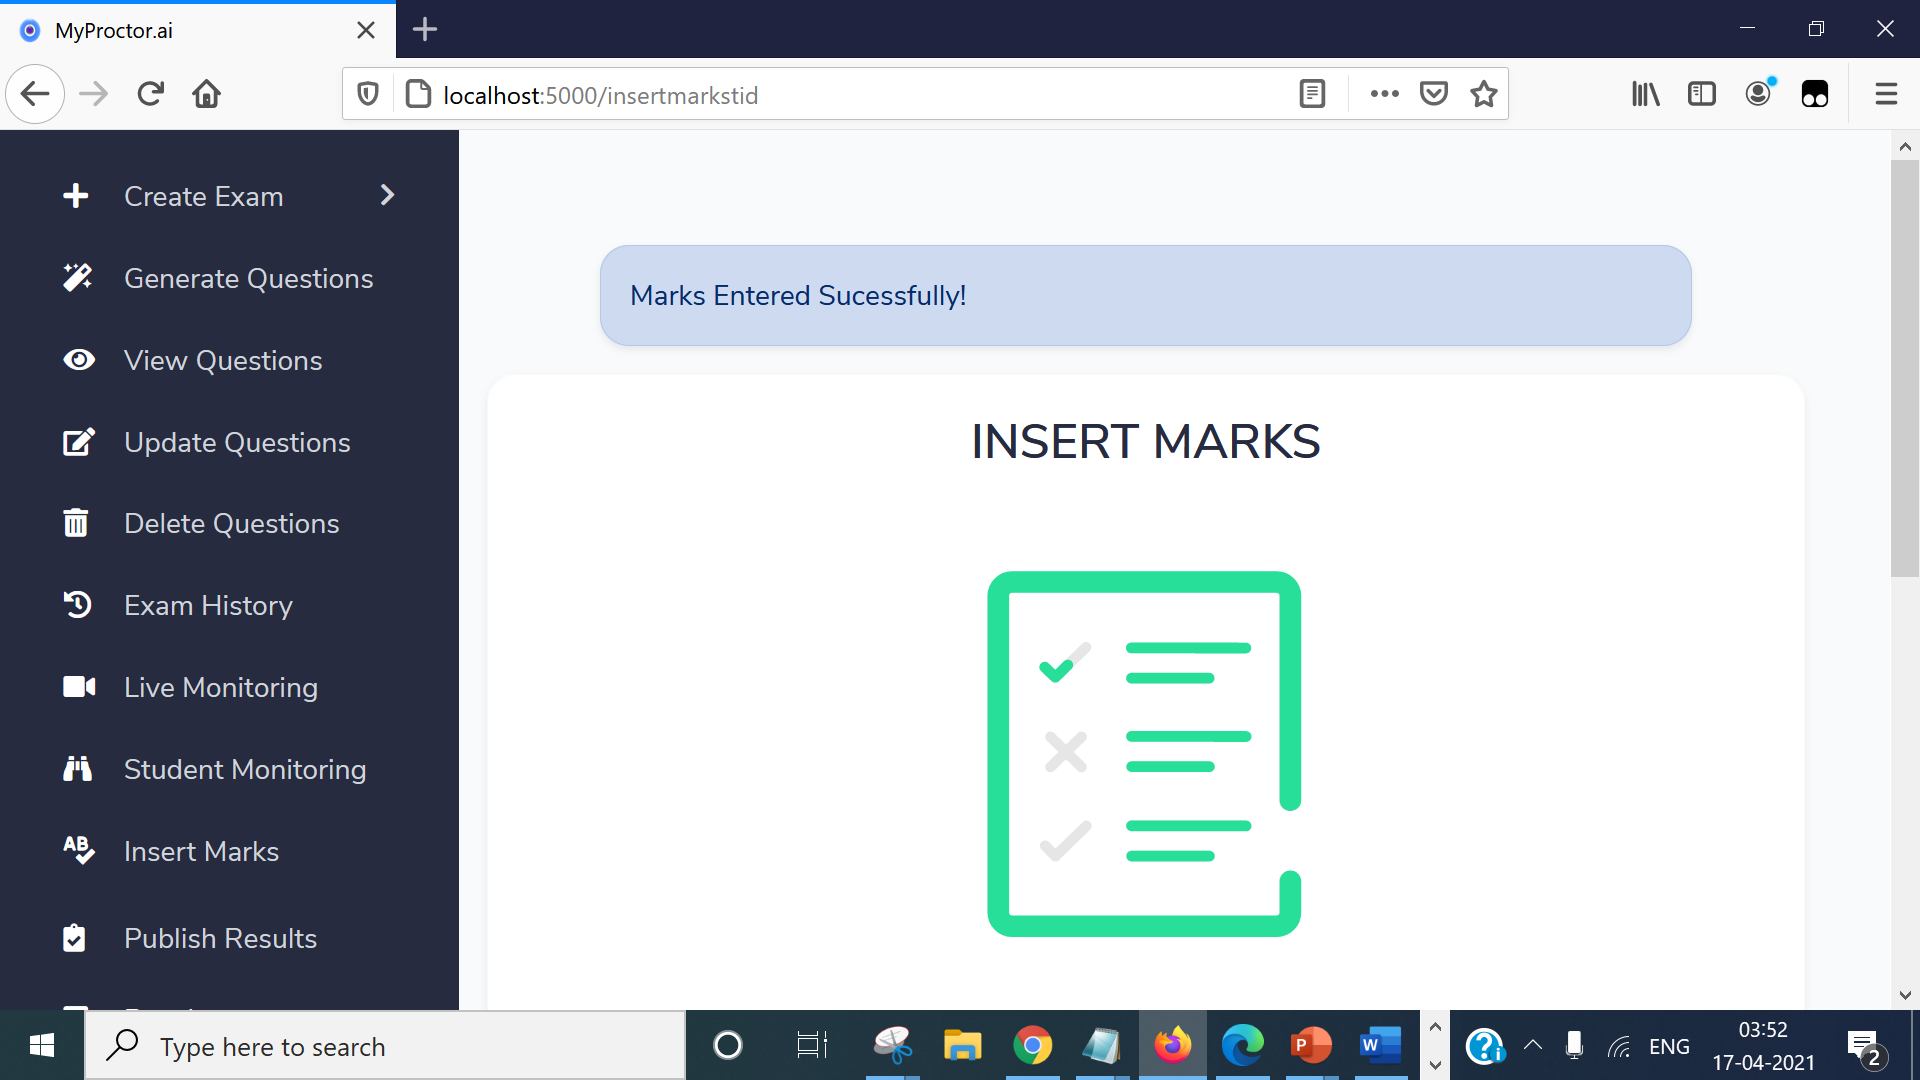 MyProctor.ai
localhost:5000/insertmarkstid
Create Exam
Generate Questions
View Questions
Update Questions
Delete Questions
Exam History
Live Monitoring
Student Monitoring
AB
Insert Marks
Publish Results
Marks Entered Sucessfully!
INSERT MARKS
Type here to search
P
W
ENG
03:52
17-04-2021
2